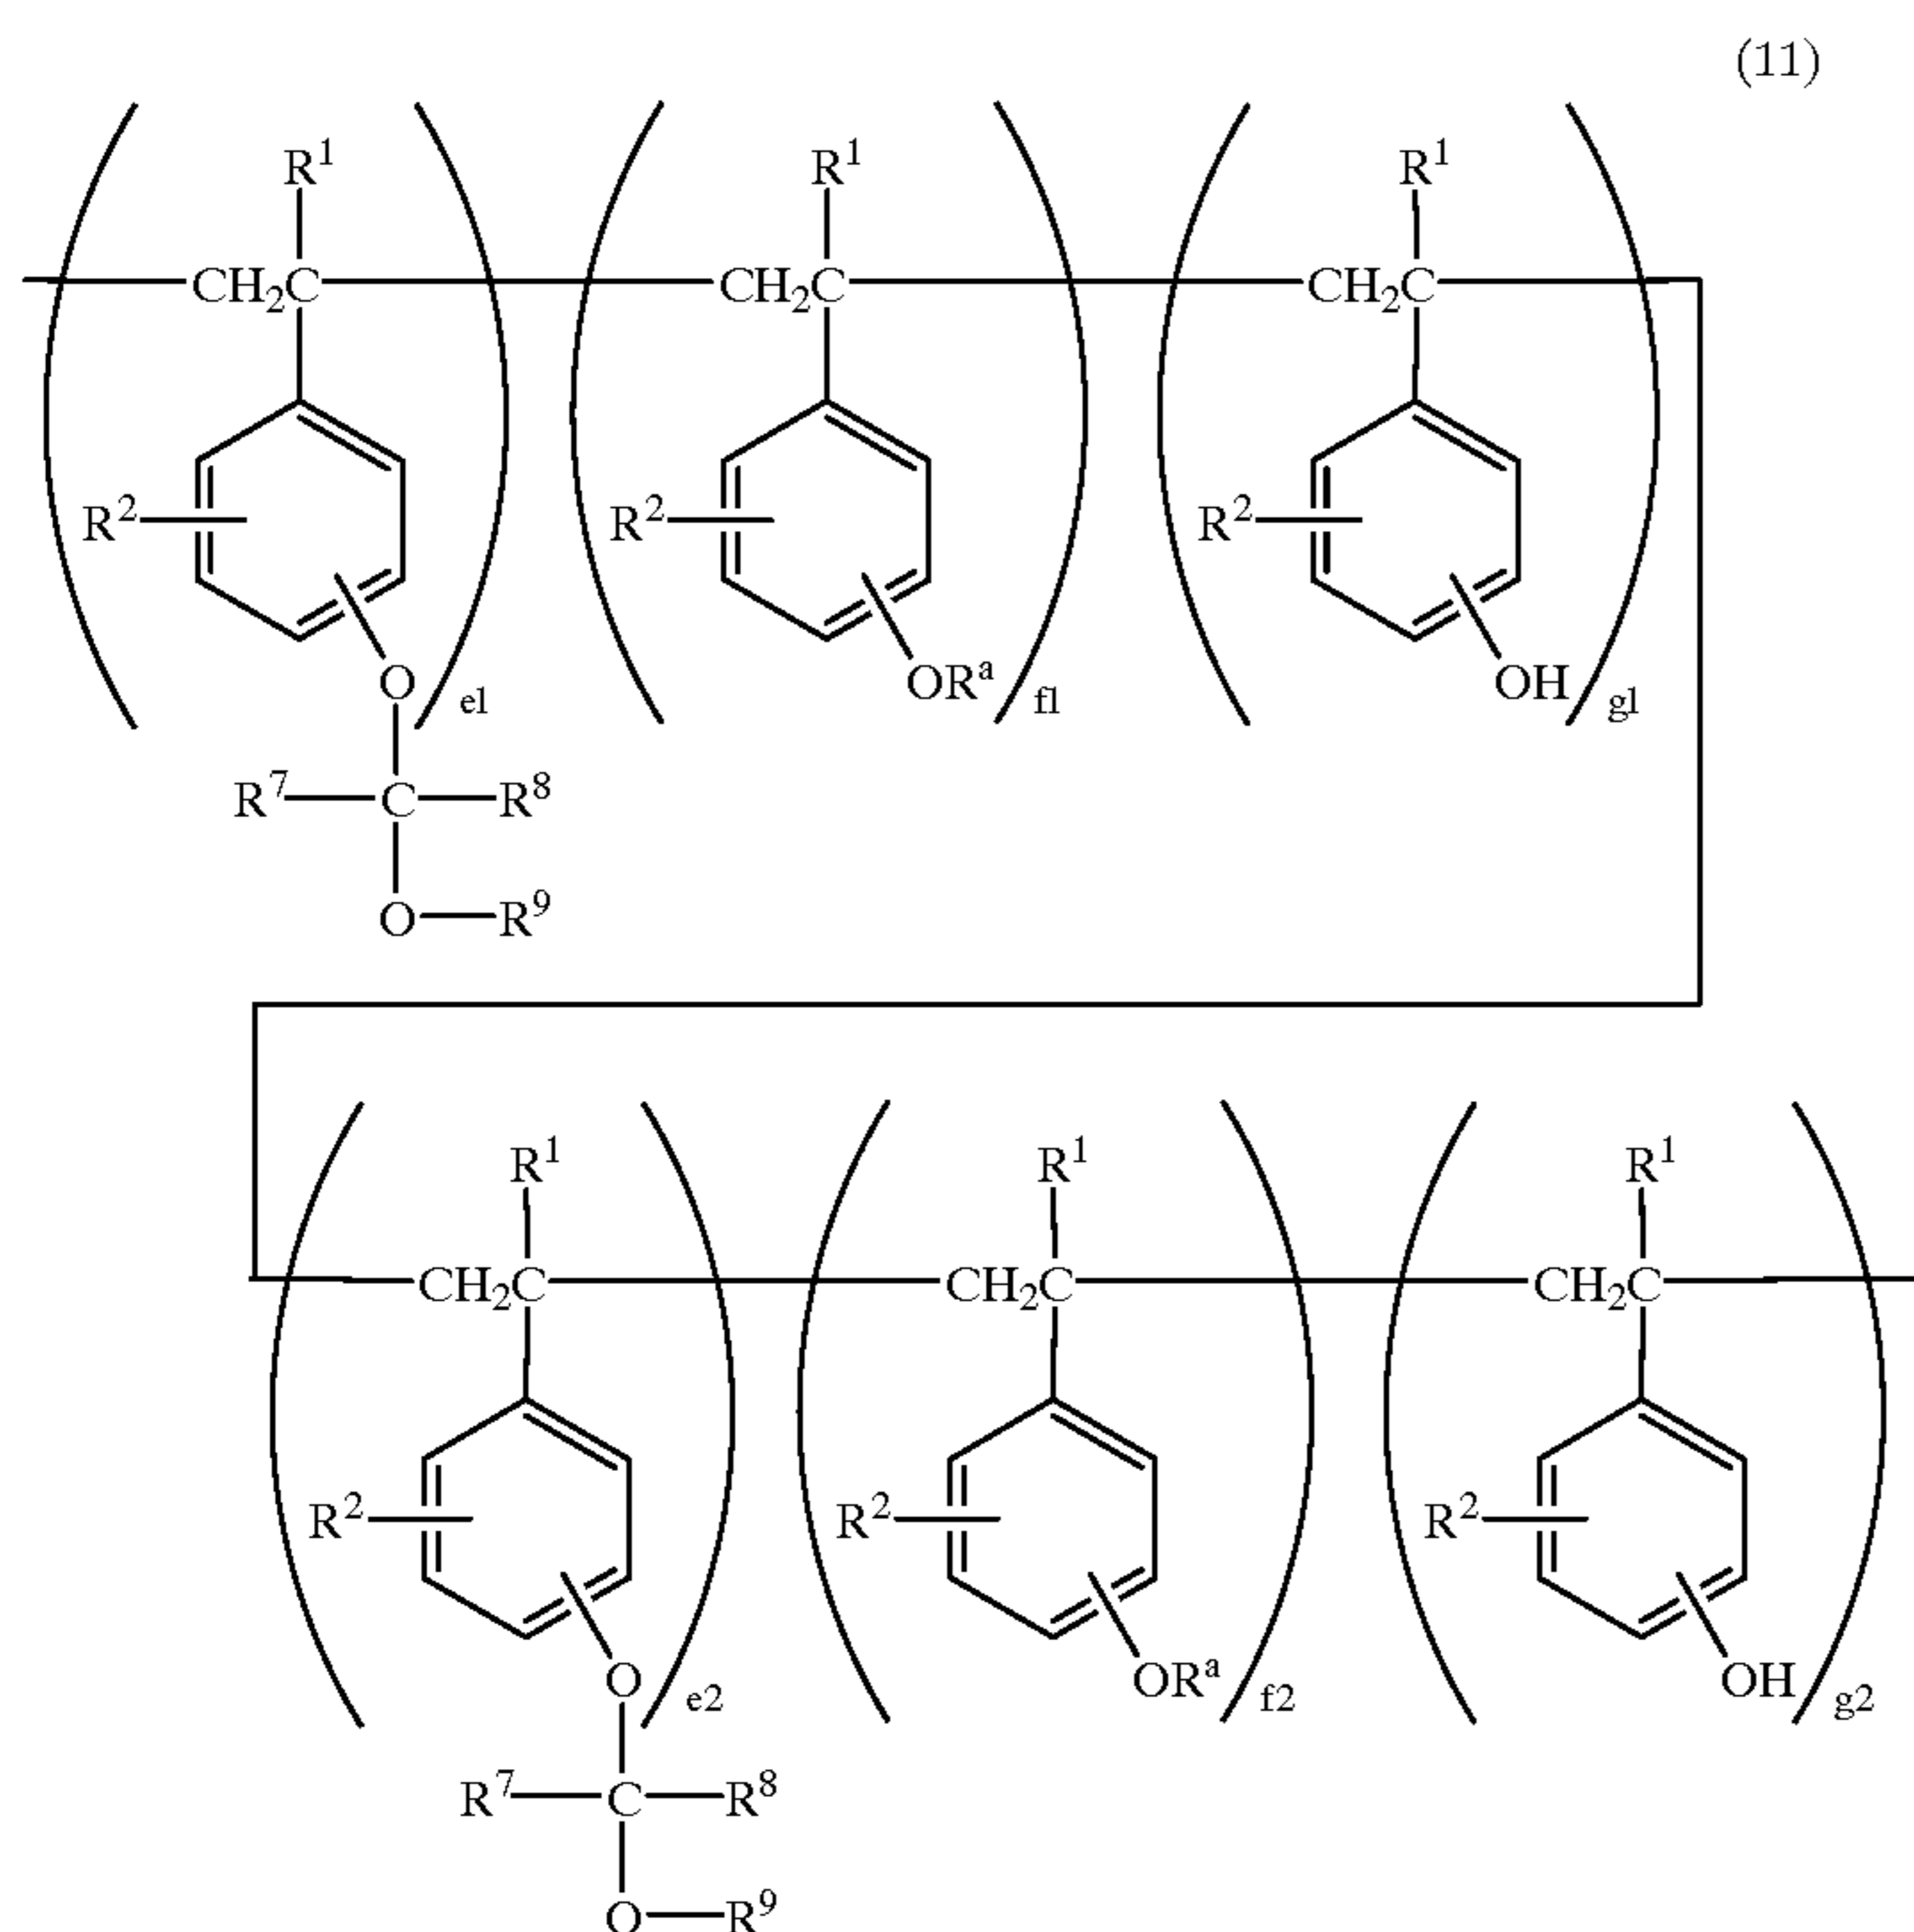 (11)
R¹ R¹ R¹
CH₂C CH₂C CH₂C
R² R² R²
O ORᵃ OH
e1 f1 g1
R⁷ C R⁸
O R⁹
R¹ R¹ R¹
CH₂C CH₂C CH₂C
R² R² R²
O ORᵃ OH
e2 f2 g2
R⁷ C R⁸
O R⁹